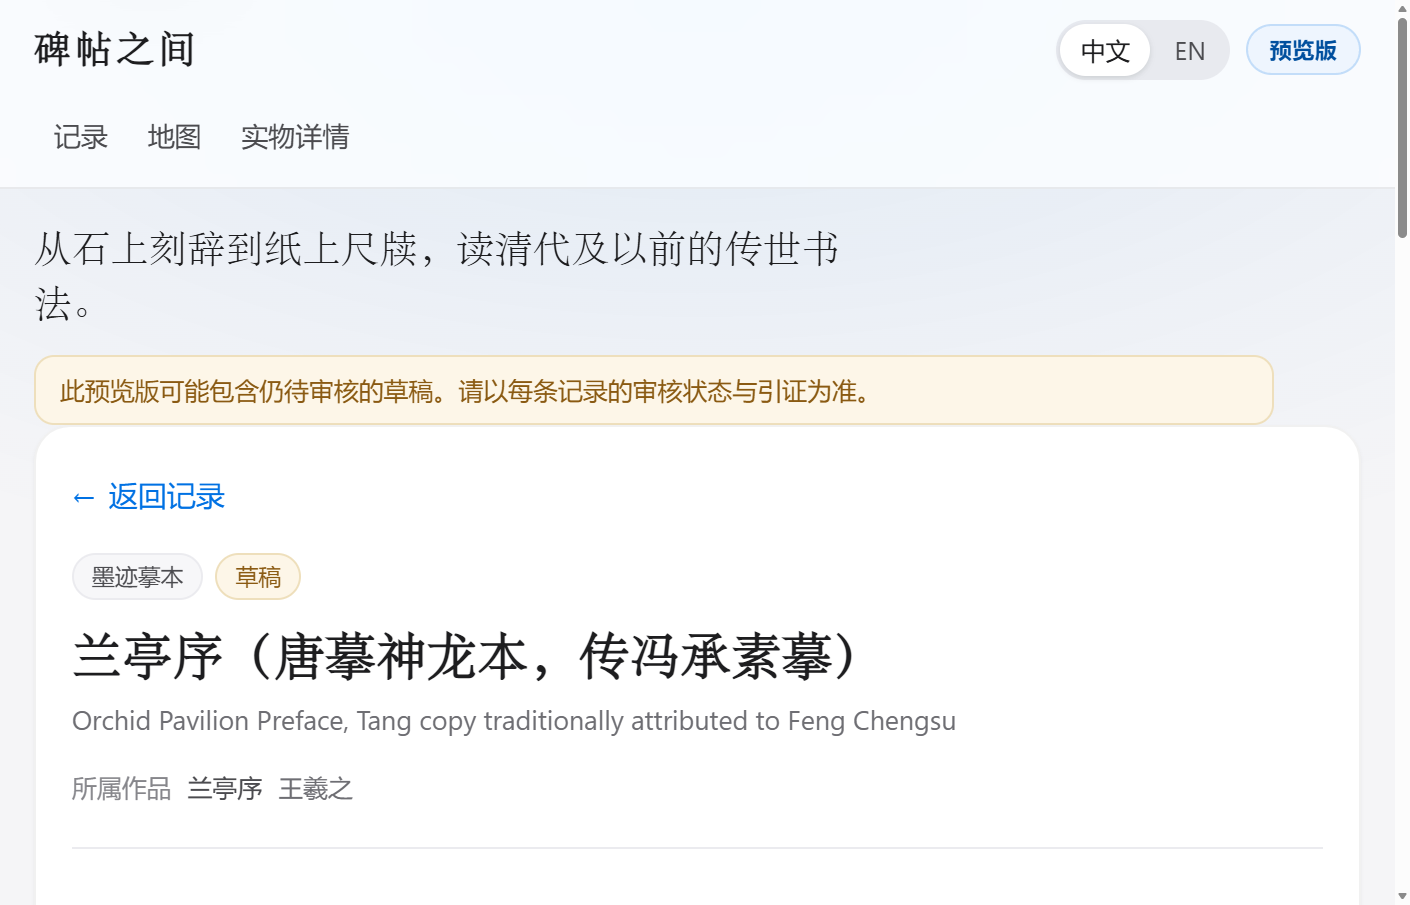 碑帖之间
中文 EN 预览版
记录 地图 实物详情
从石上刻辞到纸上尺牍，读清代及以前的传世书
法。
此预览版可能包含仍待审核的草稿。请以每条记录的审核状态与引证为准。
← 返回记录
墨迹摹本 草稿
兰亭序（唐摹神龙本，传冯承素摹）
Orchid Pavilion Preface, Tang copy traditionally attributed to Feng Chengsu
所属作品 兰亭序 王羲之